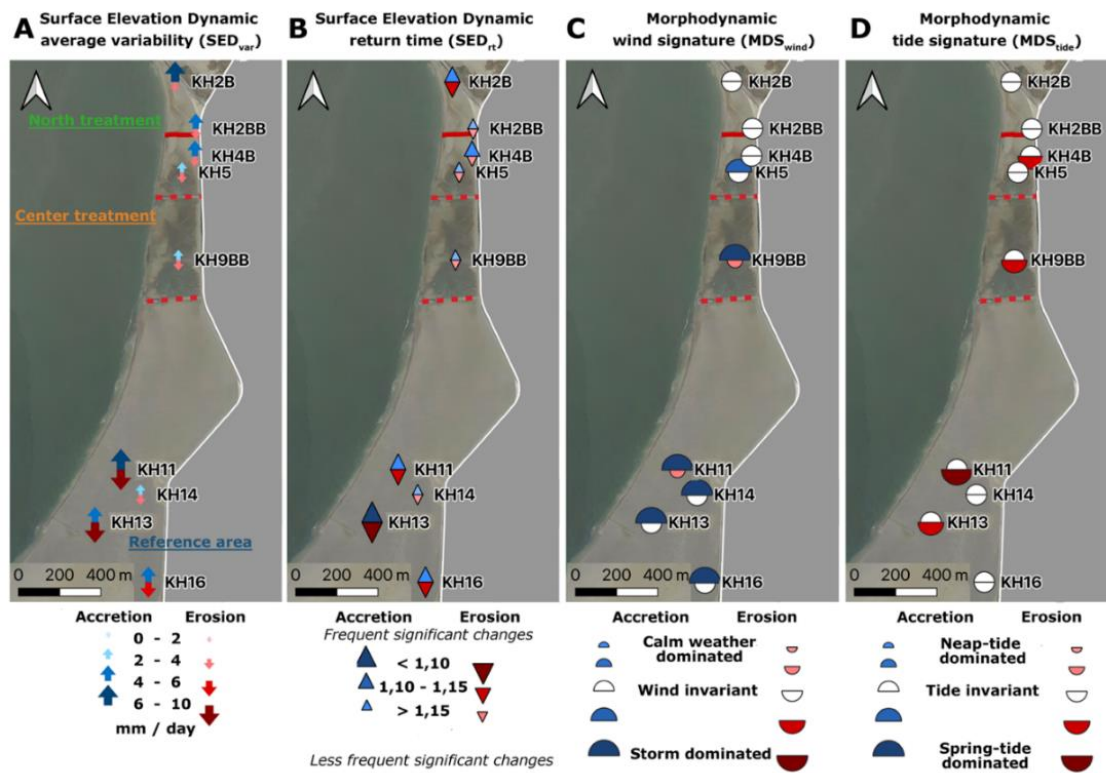 A Surface Elevation Dynamic
average variability (SEDvar)
B Surface Elevation Dynamic
return time (SEDrt)
C Morphodynamic
wind signature (MDSwind)
D Morphodynamic
tide signature (MDStide)
KH2B
North treatment
KH2BB
KH4B
KH5
Center treatment
KH9BB
KH11
KH14
KH13
Reference area
KH16
0 200 400 m
KH2B
KH2BB
KH4B
KH5
KH9BB
KH11
KH14
KH13
KH16
0 200 400 m
KH2B
KH2BB
KH4B
KH5
KH9BB
KH11
KH14
KH13
KH16
0 200 400 m
KH2B
KH2BB
KH4B
KH5
KH9BB
KH11
KH14
KH13
KH16
0 200 400 m
Accretion Erosion
0 - 2
2 - 4
4 - 6
6 - 10
mm / day
Accretion Erosion
Frequent significant changes
< 1,10
1,10 - 1,15
> 1,15
Less frequent significant changes
Accretion Erosion
Calm weather
dominated
Wind invariant
Storm dominated
Accretion Erosion
Neap-tide
dominated
Tide invariant
Spring-tide
dominated